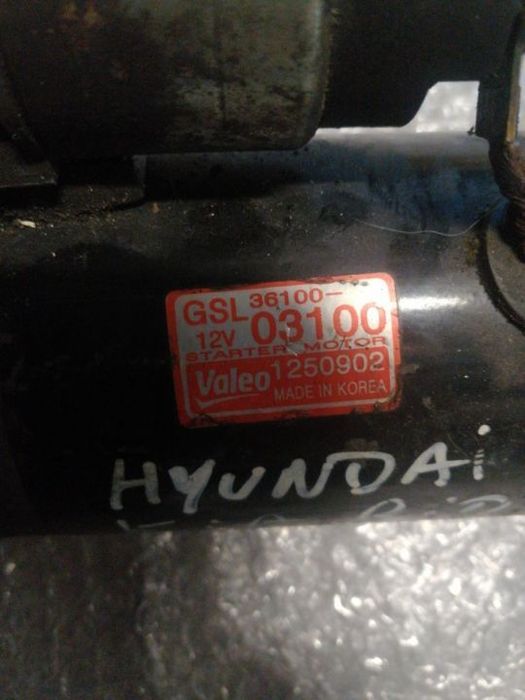 GSL 36100-
12V 03100
STARTER MOTOR
Valeo 1250902
MADE IN KOREA
HYUNDAi